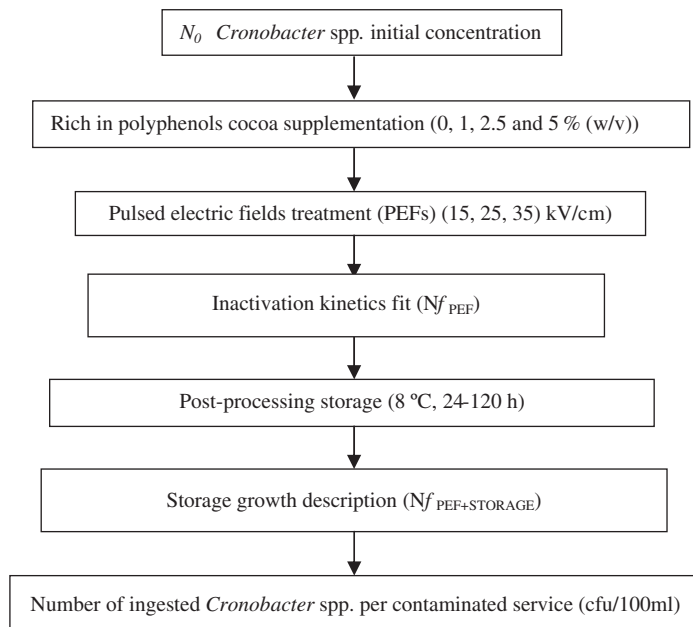 N0 Cronobacter spp. initial concentration
Rich in polyphenols cocoa supplementation (0, 1, 2.5 and 5 % (w/v))
Pulsed electric fields treatment (PEFs) (15, 25, 35) kV/cm)
Inactivation kinetics fit (Nf PEF)
Post-processing storage (8 ºC, 24-120 h)
Storage growth description (Nf PEF+STORAGE)
Number of ingested Cronobacter spp. per contaminated service (cfu/100ml)